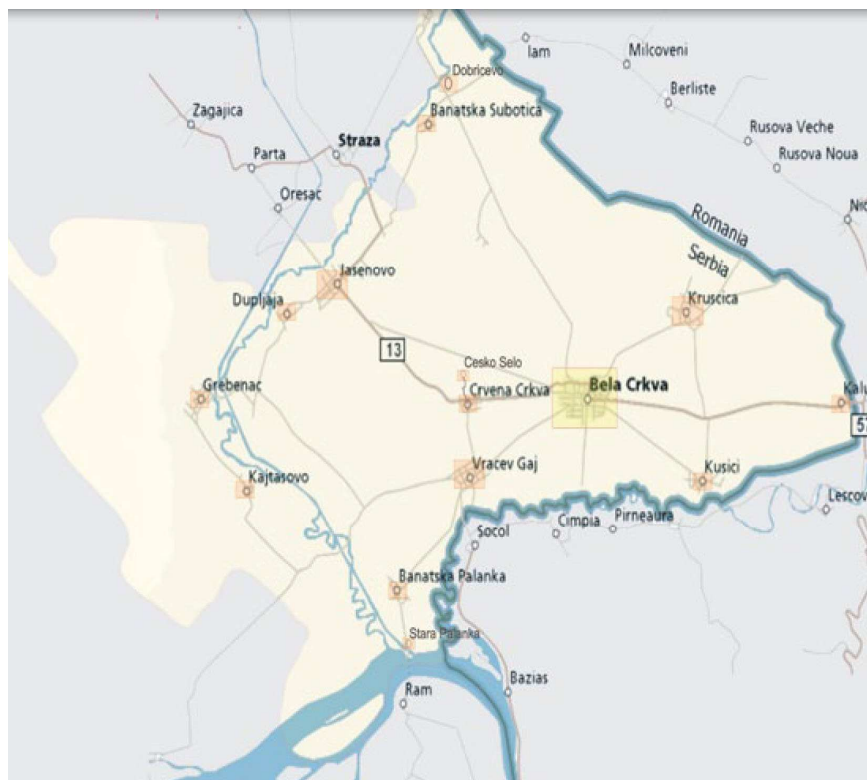 Iam
Milcoveni
Dobricevo
Berliste
Banatska Subotica
Zagajica
Rusova Veche
Straza
Parta
Rusova Noua
Oresac
Romania
Serbia
Jasenovo
Dupljaja
Kruscica
13
Cesko Selo
Grebenac
Crvena Crkva
Bela Crkva
Vracev Gaj
Kusici
Kajtasovo
Socol
Cimpia
Pirneaura
Banatska Palanka
Stara Palanka
Ram
Bazias